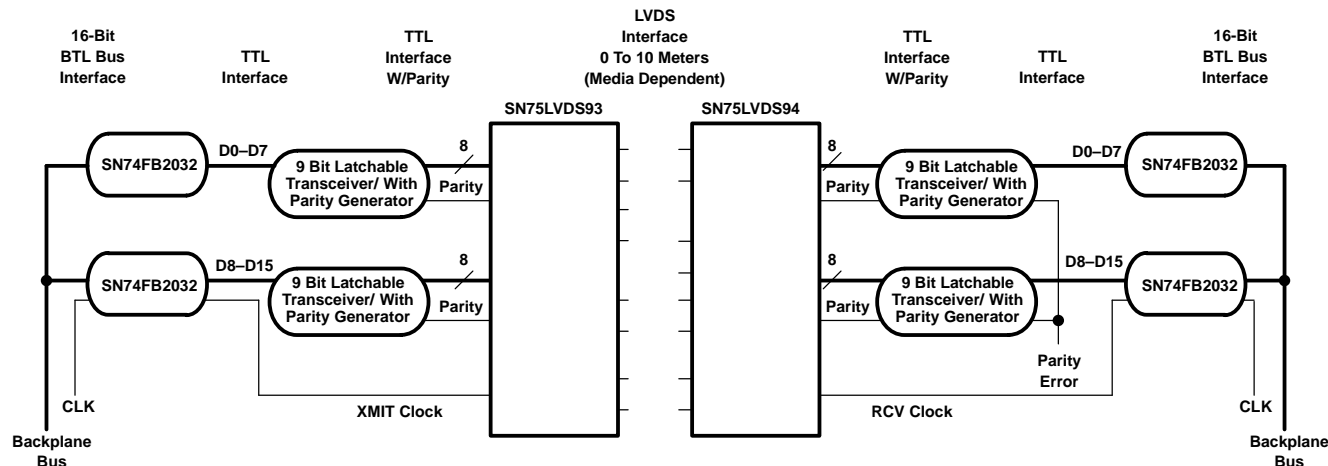 LVDS
Interface
0 To 10 Meters
(Media Dependent)
16-Bit
BTL Bus
Interface
TTL
Interface
TTL
Interface
W/Parity
TTL
Interface
W/Parity
TTL
Interface
16-Bit
BTL Bus
Interface
SN75LVDS93
SN75LVDS94
SN74FB2032
D0–D7
9 Bit Latchable
Transceiver/ With
Parity Generator
8
Parity
8
Parity
9 Bit Latchable
Transceiver/ With
Parity Generator
D0–D7
SN74FB2032
SN74FB2032
D8–D15
9 Bit Latchable
Transceiver/ With
Parity Generator
8
Parity
8
Parity
9 Bit Latchable
Transceiver/ With
Parity Generator
D8–D15
SN74FB2032
Parity
Error
CLK
XMIT Clock
RCV Clock
CLK
Backplane
Bus
Backplane
Bus